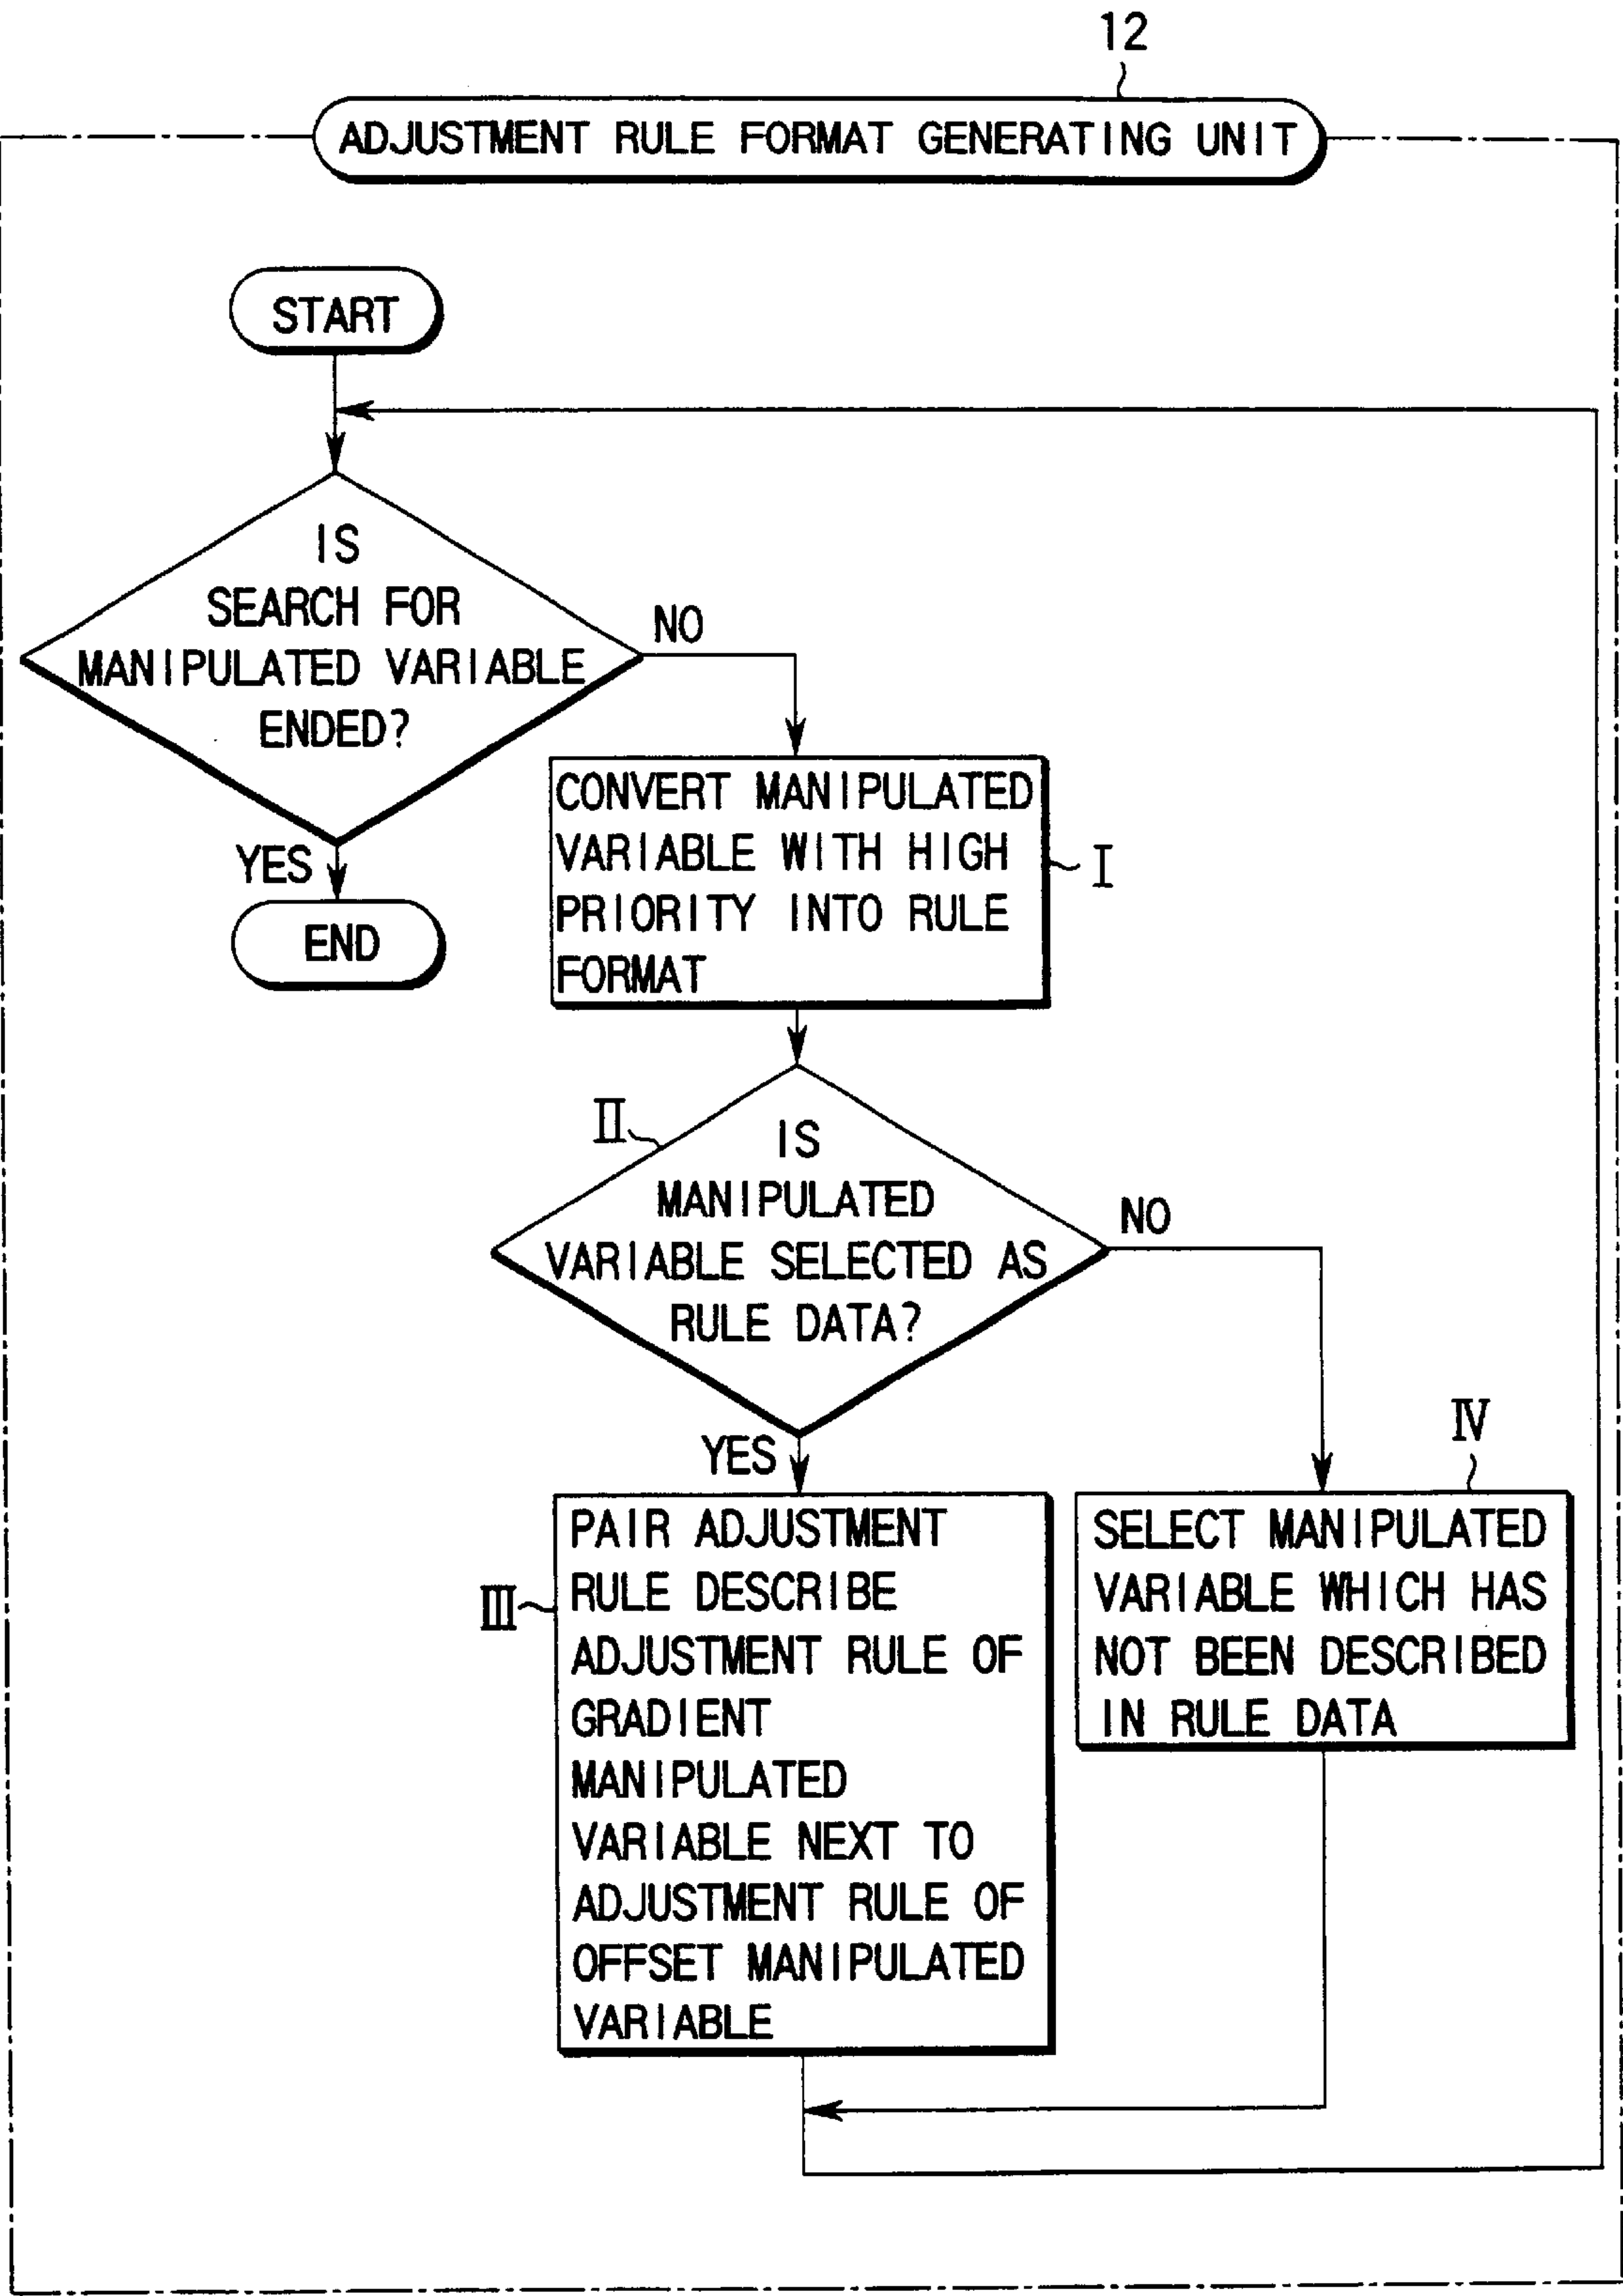 12
ADJUSTMENT RULE FORMAT GENERATING UNIT
START
IS
SEARCH FOR
MANIPULATED VARIABLE
ENDED?
NO
YES
END
CONVERT MANIPULATED
VARIABLE WITH HIGH
PRIORITY INTO RULE
FORMAT
I
II
IS
MANIPULATED
VARIABLE SELECTED AS
RULE DATA?
NO
YES
III
PAIR ADJUSTMENT
RULE DESCRIBE
ADJUSTMENT RULE OF
GRADIENT
MANIPULATED
VARIABLE NEXT TO
ADJUSTMENT RULE OF
OFFSET MANIPULATED
VARIABLE
IV
SELECT MANIPULATED
VARIABLE WHICH HAS
NOT BEEN DESCRIBED
IN RULE DATA